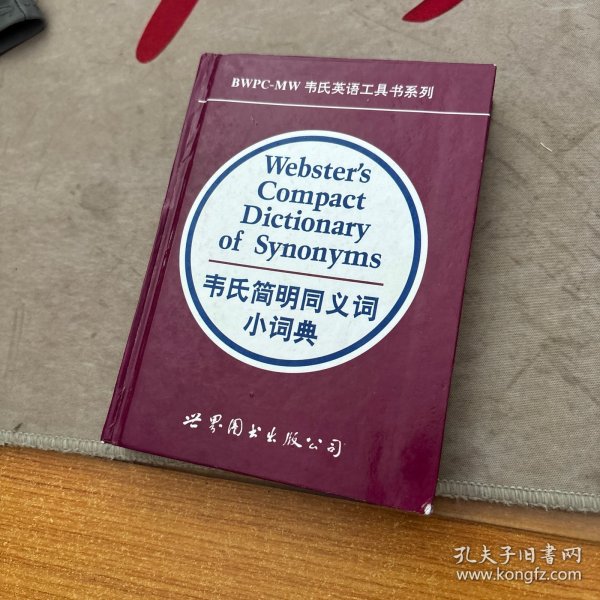 BWPC-MW 韦氏英语工具书系列
Webster's
Compact
Dictionary
of Synonyms
韦氏简明同义词
小词典
世界图书出版公司
孔夫子旧书网
www.kongfz.com